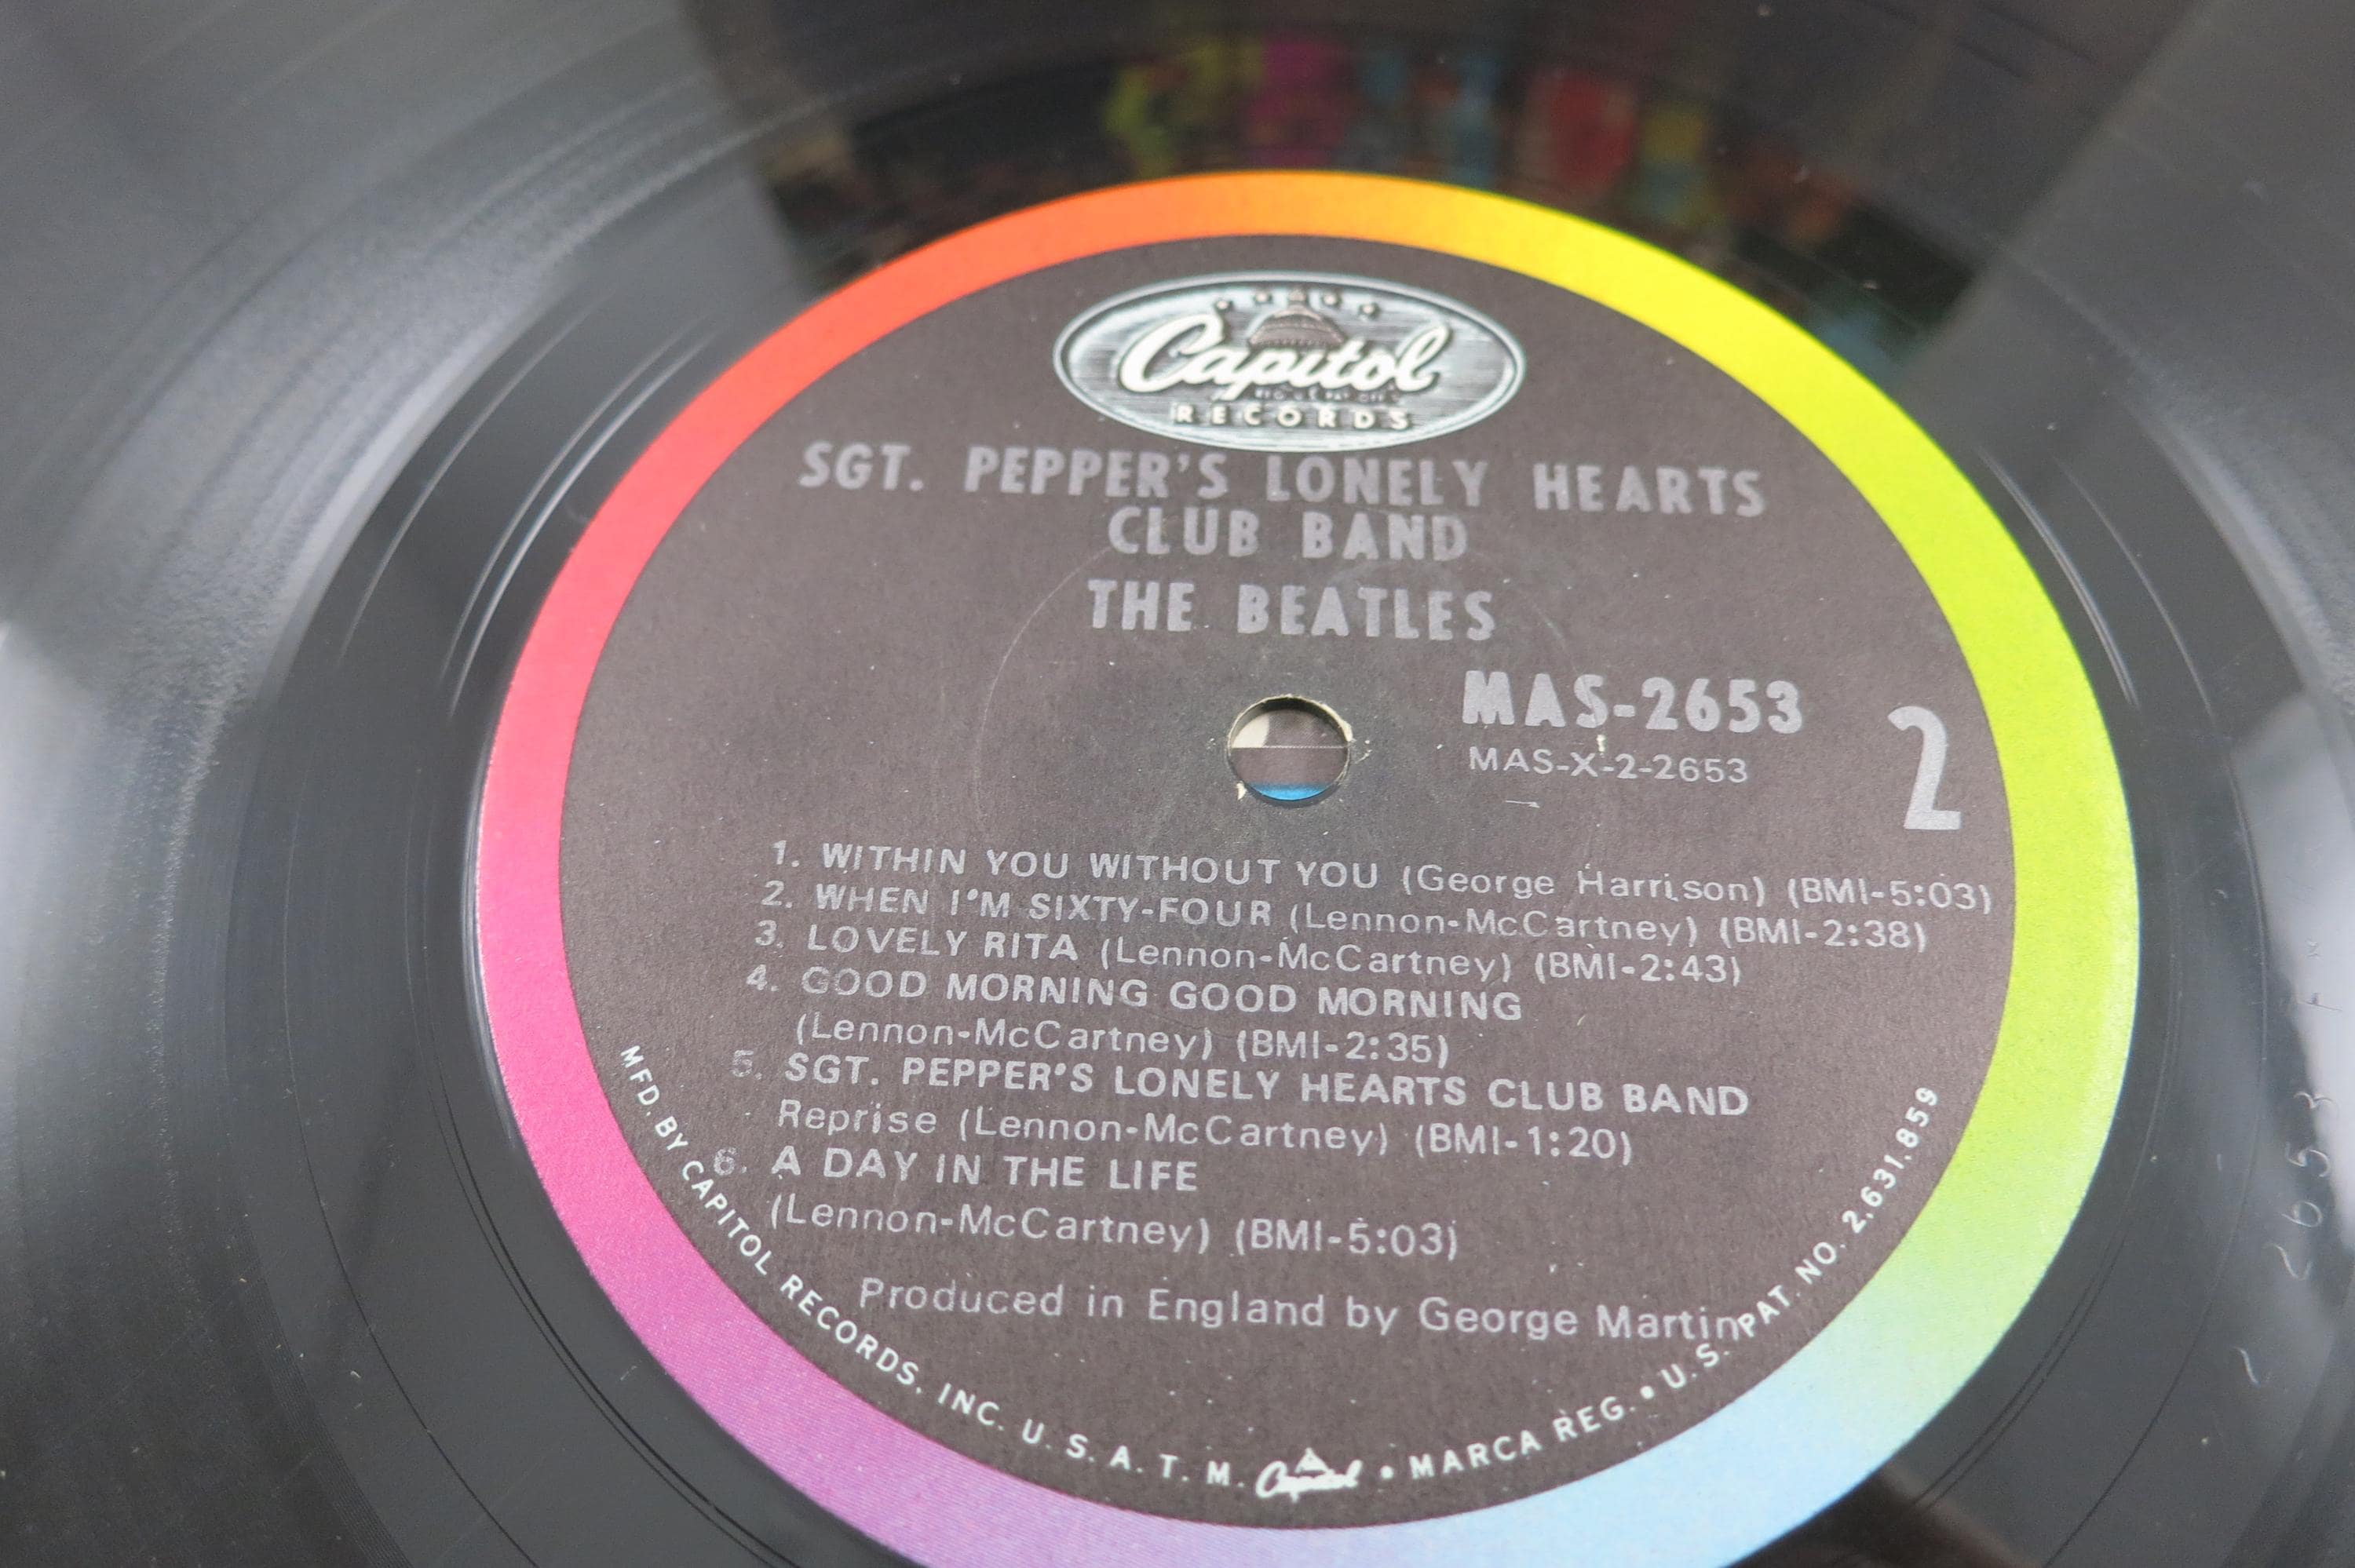 Capitol
RECORDS
SGT. PEPPER'S LONELY HEARTS
CLUB BAND
THE BEATLES
MAS-2653
MAS-X-2-2653
2
1. WITHIN YOU WITHOUT YOU (George Harrison) (BMI-5:03)
2. WHEN I'M SIXTY-FOUR (Lennon-McCartney) (BMI-2:38)
3. LOVELY RITA (Lennon-McCartney) (BMI-2:43)
4. GOOD MORNING GOOD MORNING
(Lennon-McCartney) (BMI-2:35)
5. SGT. PEPPER'S LONELY HEARTS CLUB BAND
Reprise (Lennon-McCartney) (BMI-1:20)
6. A DAY IN THE LIFE
(Lennon-McCartney) (BMI-5:03)
Produced in England by George Martin
MFD. BY CAPITOL RECORDS, INC. U. S. A. T. M. Capitol • MARCA REG. • U. S. PAT. NO. 2,631,859
2653